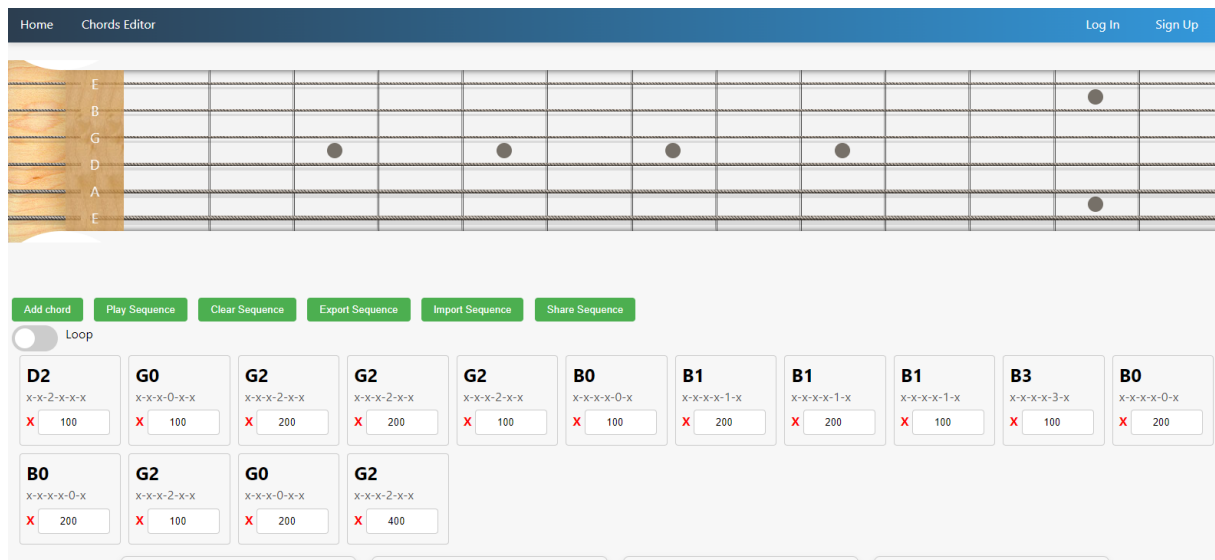 Home Chords Editor Log In Sign Up
E
B
G
D
A
E
Add chord Play Sequence Clear Sequence Export Sequence Import Sequence Share Sequence
Loop
D2 G0 G2 G2 G2 B0 B1 B1 B1 B3 B0
x-x-2-x-x-x x-x-x-0-x-x x-x-x-2-x-x x-x-x-2-x-x x-x-x-2-x-x x-x-x-x-0-x x-x-x-x-1-x x-x-x-x-1-x x-x-x-x-1-x x-x-x-x-3-x x-x-x-x-0-x
X 100 X 100 X 200 X 200 X 100 X 100 X 200 X 200 X 100 X 100 X 200
B0 G2 G0 G2
x-x-x-x-0-x x-x-x-2-x-x x-x-x-0-x-x x-x-x-2-x-x
X 200 X 100 X 200 X 400